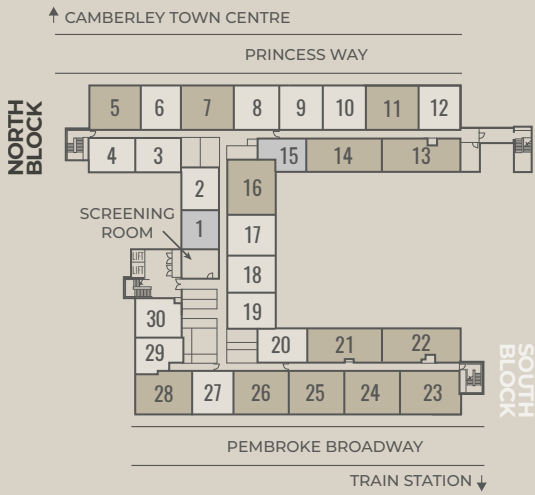 CAMBERLEY TOWN CENTRE
PRINCESS WAY
NORTH
BLOCK
5 6 7 8 9 10 11 12
4 3 15 14 13
2 16
SCREENING
ROOM
1 17
LIFT
LIFT
18
30 19
29 20 21 22
SOUTH
BLOCK
28 27 26 25 24 23
PEMBROKE BROADWAY
TRAIN STATION